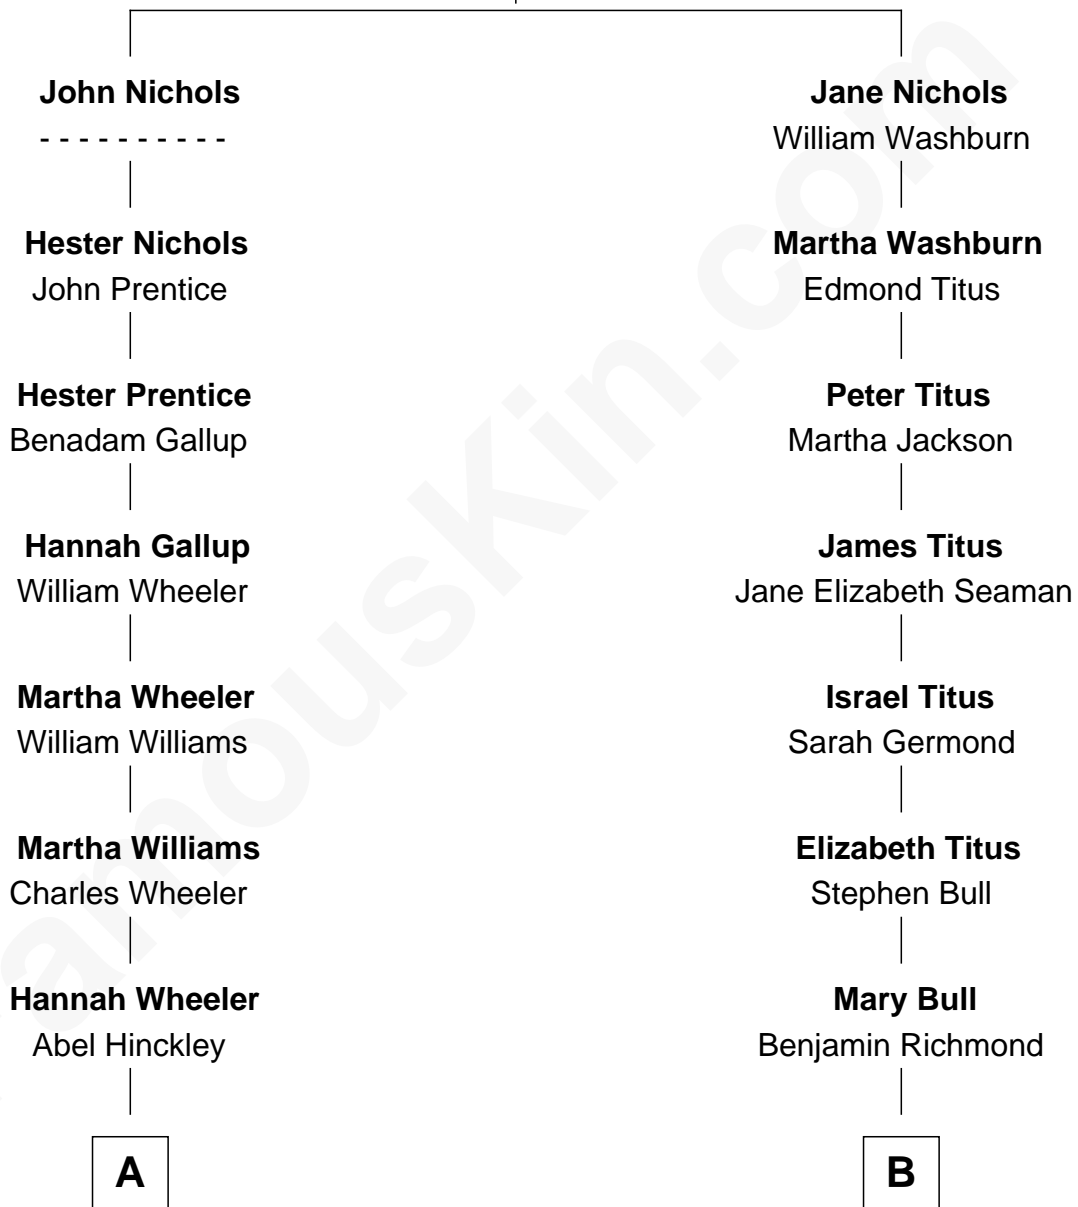 John Nichols
- - - - - - - - - -
Hester Nichols
John Prentice
Hester Prentice
Benadam Gallup
Hannah Gallup
William Wheeler
Martha Wheeler
William Williams
Martha Williams
Charles Wheeler
Hannah Wheeler
Abel Hinckley
A
Jane Nichols
William Washburn
Martha Washburn
Edmond Titus
Peter Titus
Martha Jackson
James Titus
Jane Elizabeth Seaman
Israel Titus
Sarah Germond
Elizabeth Titus
Stephen Bull
Mary Bull
Benjamin Richmond
B
amousKin.com